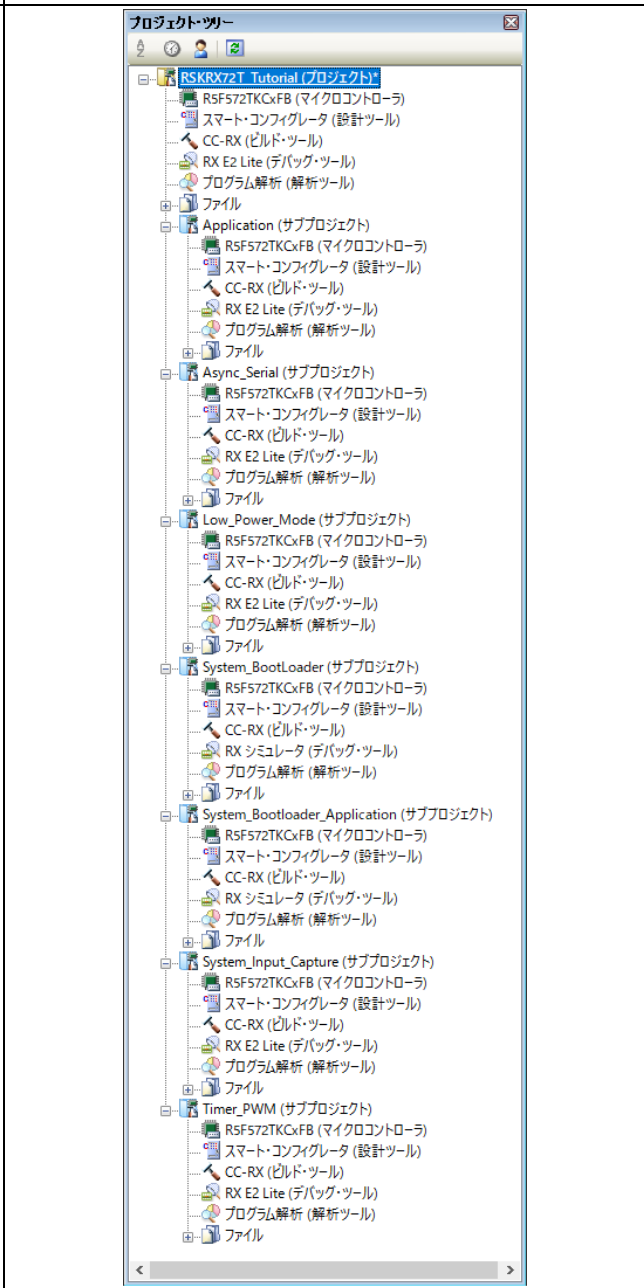 プロジェクト・ツリー
RSKRX72T_Tutorial (プロジェクト)*
R5F572TKCxFB (マイクロコントローラ)
スマート・コンフィグレータ (設計ツール)
CC-RX (ビルド・ツール)
RX E2 Lite (デバッグ・ツール)
プログラム解析 (解析ツール)
ファイル
Application (サブプロジェクト)
R5F572TKCxFB (マイクロコントローラ)
スマート・コンフィグレータ (設計ツール)
CC-RX (ビルド・ツール)
RX E2 Lite (デバッグ・ツール)
プログラム解析 (解析ツール)
ファイル
Async_Serial (サブプロジェクト)
R5F572TKCxFB (マイクロコントローラ)
スマート・コンフィグレータ (設計ツール)
CC-RX (ビルド・ツール)
RX E2 Lite (デバッグ・ツール)
プログラム解析 (解析ツール)
ファイル
Low_Power_Mode (サブプロジェクト)
R5F572TKCxFB (マイクロコントローラ)
スマート・コンフィグレータ (設計ツール)
CC-RX (ビルド・ツール)
RX E2 Lite (デバッグ・ツール)
プログラム解析 (解析ツール)
ファイル
System_BootLoader (サブプロジェクト)
R5F572TKCxFB (マイクロコントローラ)
スマート・コンフィグレータ (設計ツール)
CC-RX (ビルド・ツール)
RX シミュレータ (デバッグ・ツール)
プログラム解析 (解析ツール)
ファイル
System_Bootloader_Application (サブプロジェクト)
R5F572TKCxFB (マイクロコントローラ)
スマート・コンフィグレータ (設計ツール)
CC-RX (ビルド・ツール)
RX シミュレータ (デバッグ・ツール)
プログラム解析 (解析ツール)
ファイル
System_Input_Capture (サブプロジェクト)
R5F572TKCxFB (マイクロコントローラ)
スマート・コンフィグレータ (設計ツール)
CC-RX (ビルド・ツール)
RX E2 Lite (デバッグ・ツール)
プログラム解析 (解析ツール)
ファイル
Timer_PWM (サブプロジェクト)
R5F572TKCxFB (マイクロコントローラ)
スマート・コンフィグレータ (設計ツール)
CC-RX (ビルド・ツール)
RX E2 Lite (デバッグ・ツール)
プログラム解析 (解析ツール)
ファイル